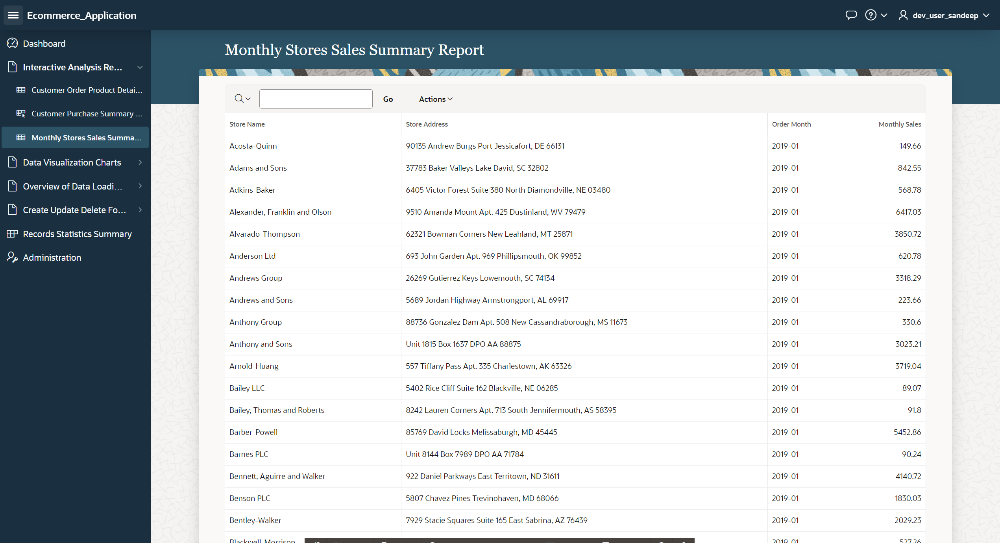 Ecommerce_Application
dev_user_sandeep
Dashboard
Interactive Analysis Re...
Customer Order Product Detai...
Customer Purchase Summary ...
Monthly Stores Sales Summa...
Data Visualization Charts
Overview of Data Loadi...
Create Update Delete Fo...
Records Statistics Summary
Administration
Monthly Stores Sales Summary Report
Go Actions
Store Name Store Address Order Month Monthly Sales
Acosta-Quinn 90135 Andrew Burgs Port Jessicafort, DE 66131 2019-01 149.66
Adams and Sons 37783 Baker Valleys Lake David, SC 32802 2019-01 842.55
Adkins-Baker 6405 Victor Forest Suite 380 North Diamondville, NE 03480 2019-01 568.78
Alexander, Franklin and Olson 9510 Amanda Mount Apt. 425 Dustinland, WV 79479 2019-01 6417.03
Alvarado-Thompson 62321 Bowman Corners New Leahland, MT 25871 2019-01 3850.72
Anderson Ltd 693 John Garden Apt. 969 Phillipsmouth, OK 99852 2019-01 620.78
Andrews Group 26269 Gutierrez Keys Lowemouth, SC 74134 2019-01 3318.29
Andrews and Sons 5689 Jordan Highway Armstrongport, AL 69917 2019-01 223.66
Anthony Group 88736 Gonzalez Dam Apt. 508 New Cassandraborough, MS 11673 2019-01 330.6
Anthony and Sons Unit 1815 Box 1637 DPO AA 88875 2019-01 3023.21
Arnold-Huang 557 Tiffany Pass Apt. 335 Charlestown, AK 63326 2019-01 3719.04
Bailey LLC 5402 Rice Cliff Suite 162 Blackville, NE 06285 2019-01 89.07
Bailey, Thomas and Roberts 8242 Lauren Corners Apt. 713 South Jennifermouth, AS 58395 2019-01 91.8
Barber-Powell 85769 David Locks Melissaburgh, MD 45445 2019-01 5452.86
Barnes PLC Unit 8144 Box 7989 DPO AA 71784 2019-01 90.24
Bennett, Aguirre and Walker 922 Daniel Parkways East Territown, ND 31611 2019-01 4140.72
Benson PLC 5807 Chavez Pines Trevinohaven, MD 68066 2019-01 1830.03
Bentley-Walker 7929 Stacie Squares Suite 165 East Sabrina, AZ 76439 2019-01 2029.23
Blackwell, Morrison 2019-01 527.26